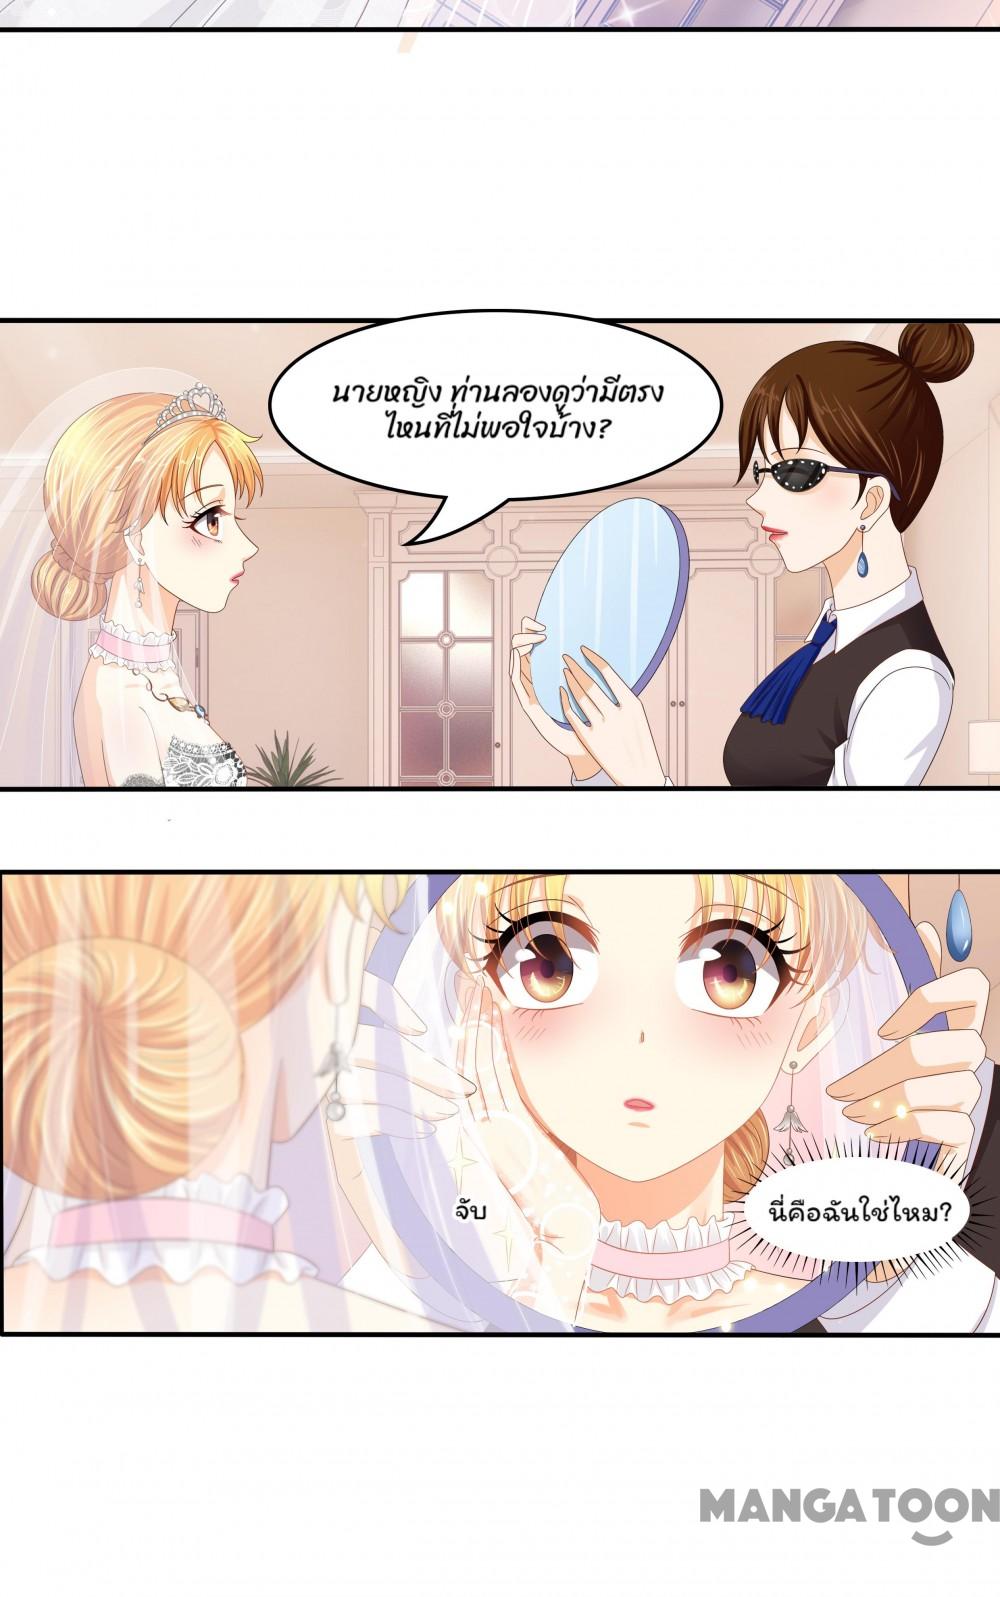 นายหญิง ท่านลองดูว่ามีตรง
ไหนที่ไม่พอใจบ้าง?
จับ
นี่คือฉันใช่ไหม?
MANGATOON